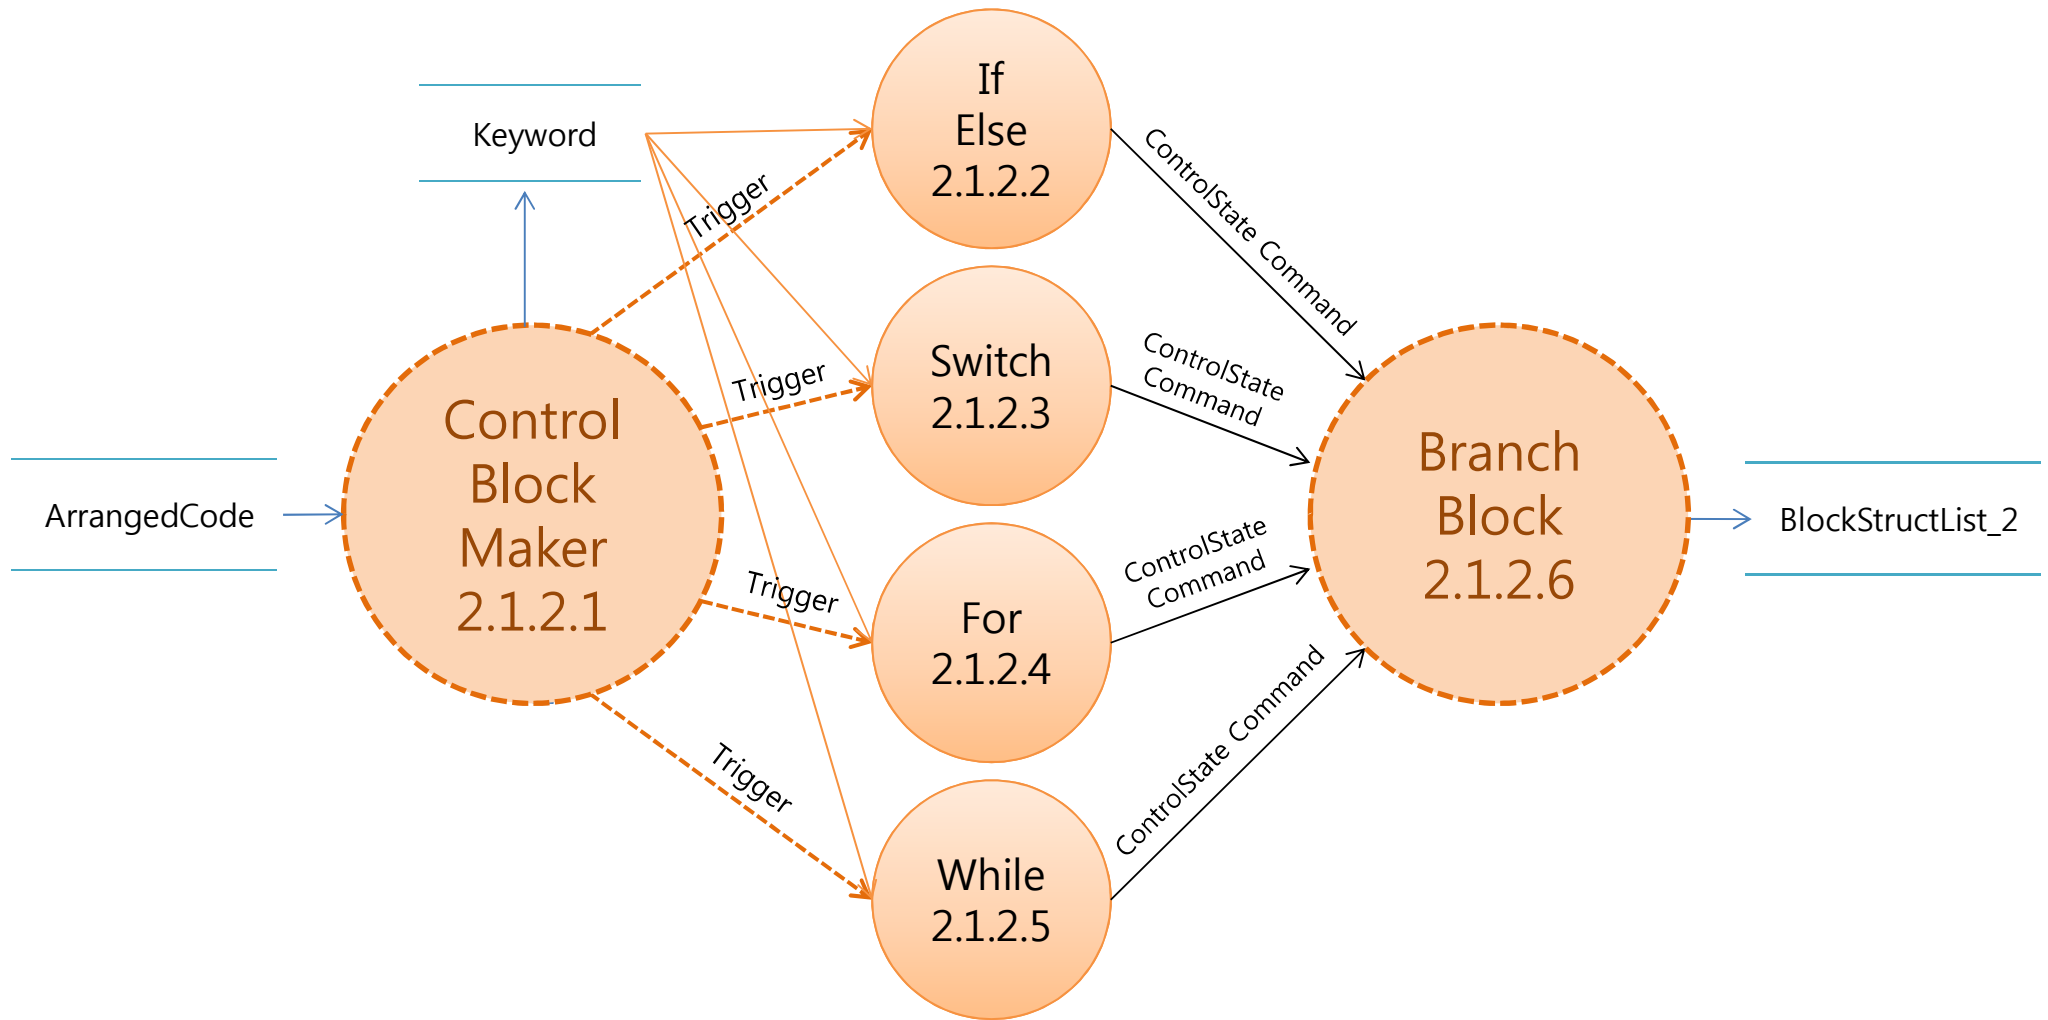 Keyword
ArrangedCode
Control
Block
Maker
2.1.2.1
Trigger
Trigger
Trigger
Trigger
If
Else
2.1.2.2
Switch
2.1.2.3
For
2.1.2.4
While
2.1.2.5
ControlState Command
ControlState
Command
ControlState
Command
ControlState Command
Branch
Block
2.1.2.6
BlockStructList_2